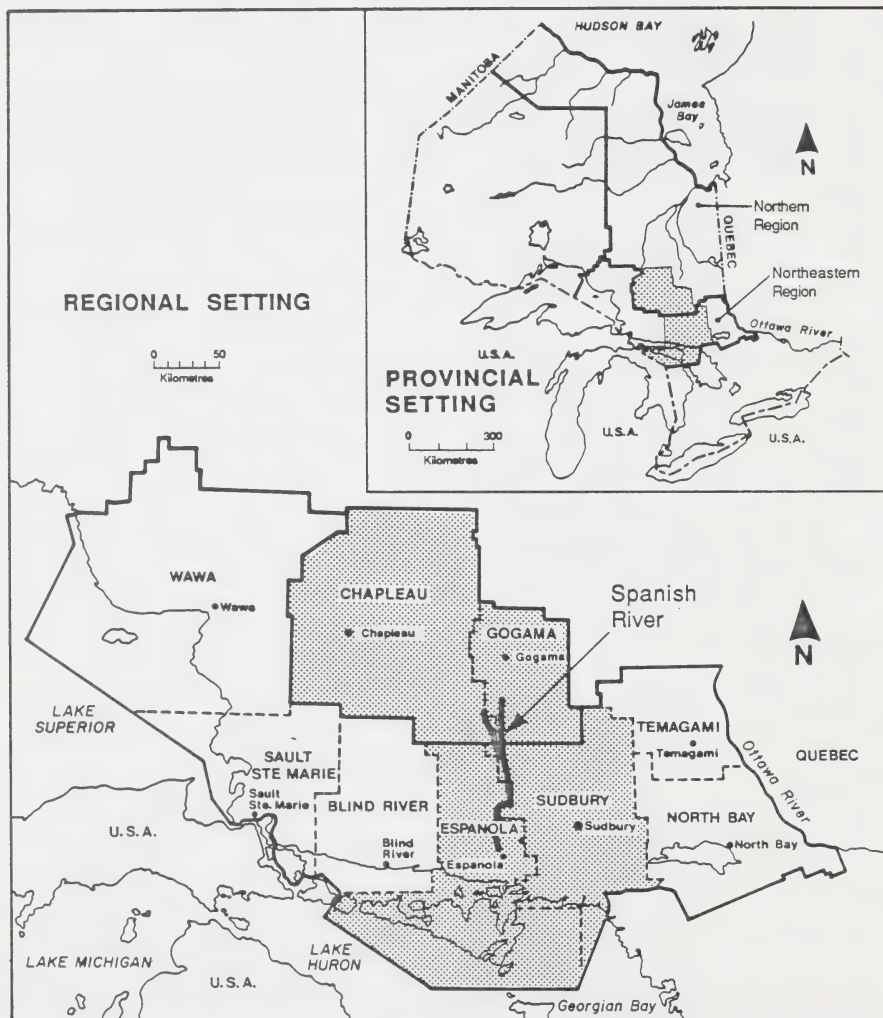 HUDSON BAY
MANITOBA
James
Bay
N
Northern
Region
QUEBEC
Northeastern
Region
Ottawa River
U.S.A.
PROVINCIAL
SETTING
0 300
Kilometres
U.S.A.
U.S.A.
REGIONAL SETTING
0 50
Kilometres
WAWA
Wawa
CHAPLEAU
Chapleau
Spanish
River
GOGAMA
Gogama
N
LAKE
SUPERIOR
TEMAGAMI
Temagami
Ottawa River
QUEBEC
SAULT
STE MARIE
Sault
Ste. Marie
BLIND RIVER
Blind
River
ESPANOLA
Espanola
SUDBURY
Sudbury
NORTH BAY
North Bay
U.S.A.
LAKE MICHIGAN
U.S.A.
LAKE
HURON
Georgian Bay